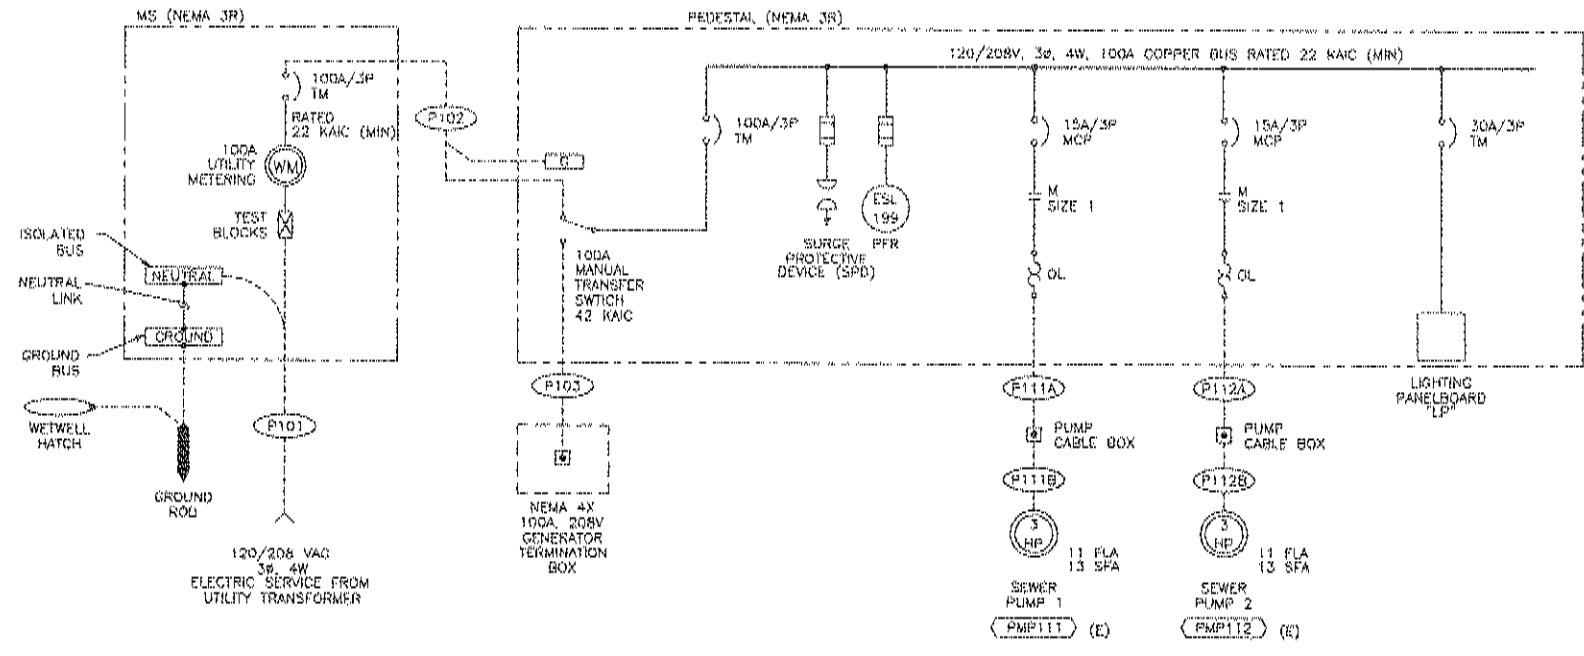 MS (NEMA 3R)
100A/3P
TM
RATED
22 KAIC (MIN)
P102
100A
UTILITY
METERING
WM
TEST
BLOCKS
ISOLATED
BUS
NEUTRAL
NEUTRAL
LINK
GROUND
GROUND
BUS
WETWELL
HATCH
P101
GROUND
ROD
120/208 VAC
3Ø, 4W
ELECTRIC SERVICE FROM
UTILITY TRANSFORMER
PEDESTAL (NEMA 3R)
120/208V, 3Ø, 4W, 100A COPPER BUS RATED 22 KAIC (MIN)
100A/3P
TM
100A
MANUAL
TRANSFER
SWTICH
42 KAIC
P103
NEMA 4X
100A, 208V
GENERATOR
TERMINATION
BOX
SURGE
PROTECTIVE
DEVICE (SPD)
ESL
199
PFR
15A/3P
MCP
M
SIZE 1
OL
P111A
PUMP
CABLE BOX
P111B
3
HP
11 FLA
13 SFA
SEWER
PUMP 1
PMP111 (E)
15A/3P
MCP
M
SIZE 1
OL
P112A
PUMP
CABLE BOX
P112B
3
HP
11 FLA
13 SFA
SEWER
PUMP 2
PMP112 (E)
30A/3P
TM
LIGHTING
PANELBOARD
"LP"